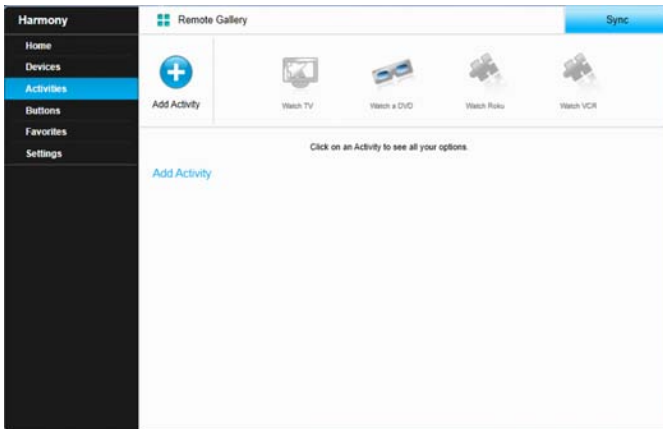 Harmony
Remote Gallery
Sync
Home
Devices
Activities
Buttons
Favorites
Settings
Add Activity
Watch TV
Watch a DVD
Watch Roku
Watch VCR
Click on an Activity to see all your options.
Add Activity